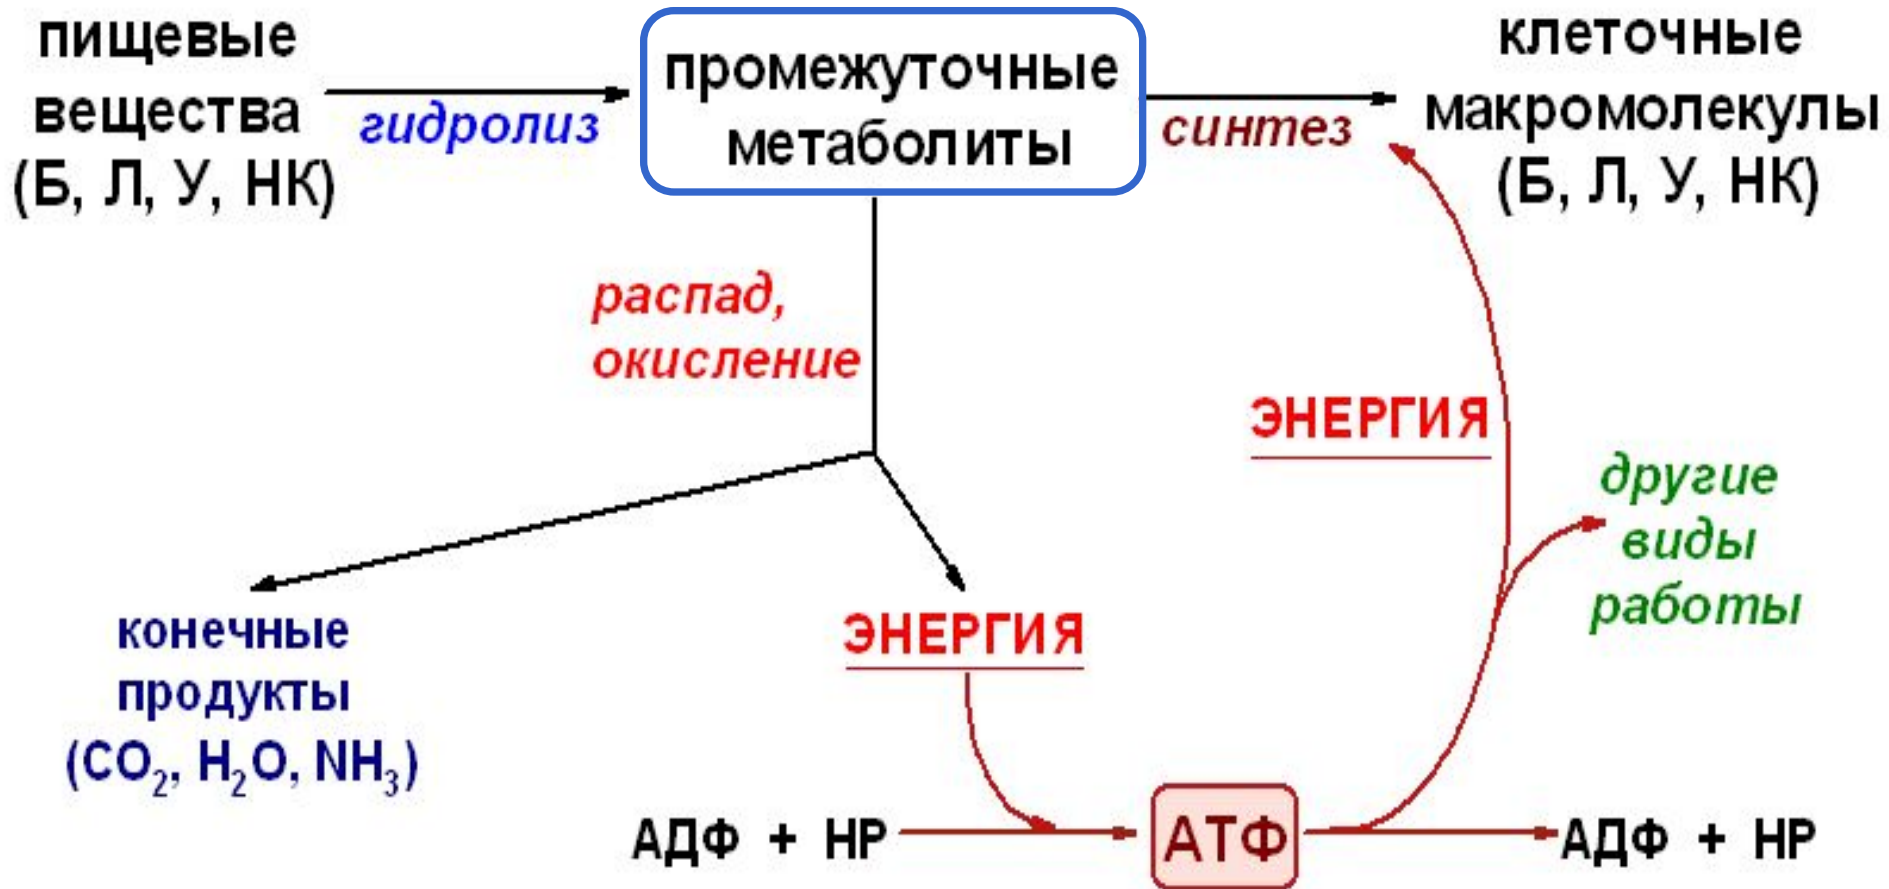 пищевые
вещества
(Б, Л, У, НК)
гидролиз
промежуточные
метаболиты
синтез
клеточные
макромолекулы
(Б, Л, У, НК)
распад,
окисление
ЭНЕРГИЯ
другие
виды
работы
конечные
продукты
(CO₂, H₂O, NH₃)
ЭНЕРГИЯ
АДФ + НР
АТФ
АДФ + НР